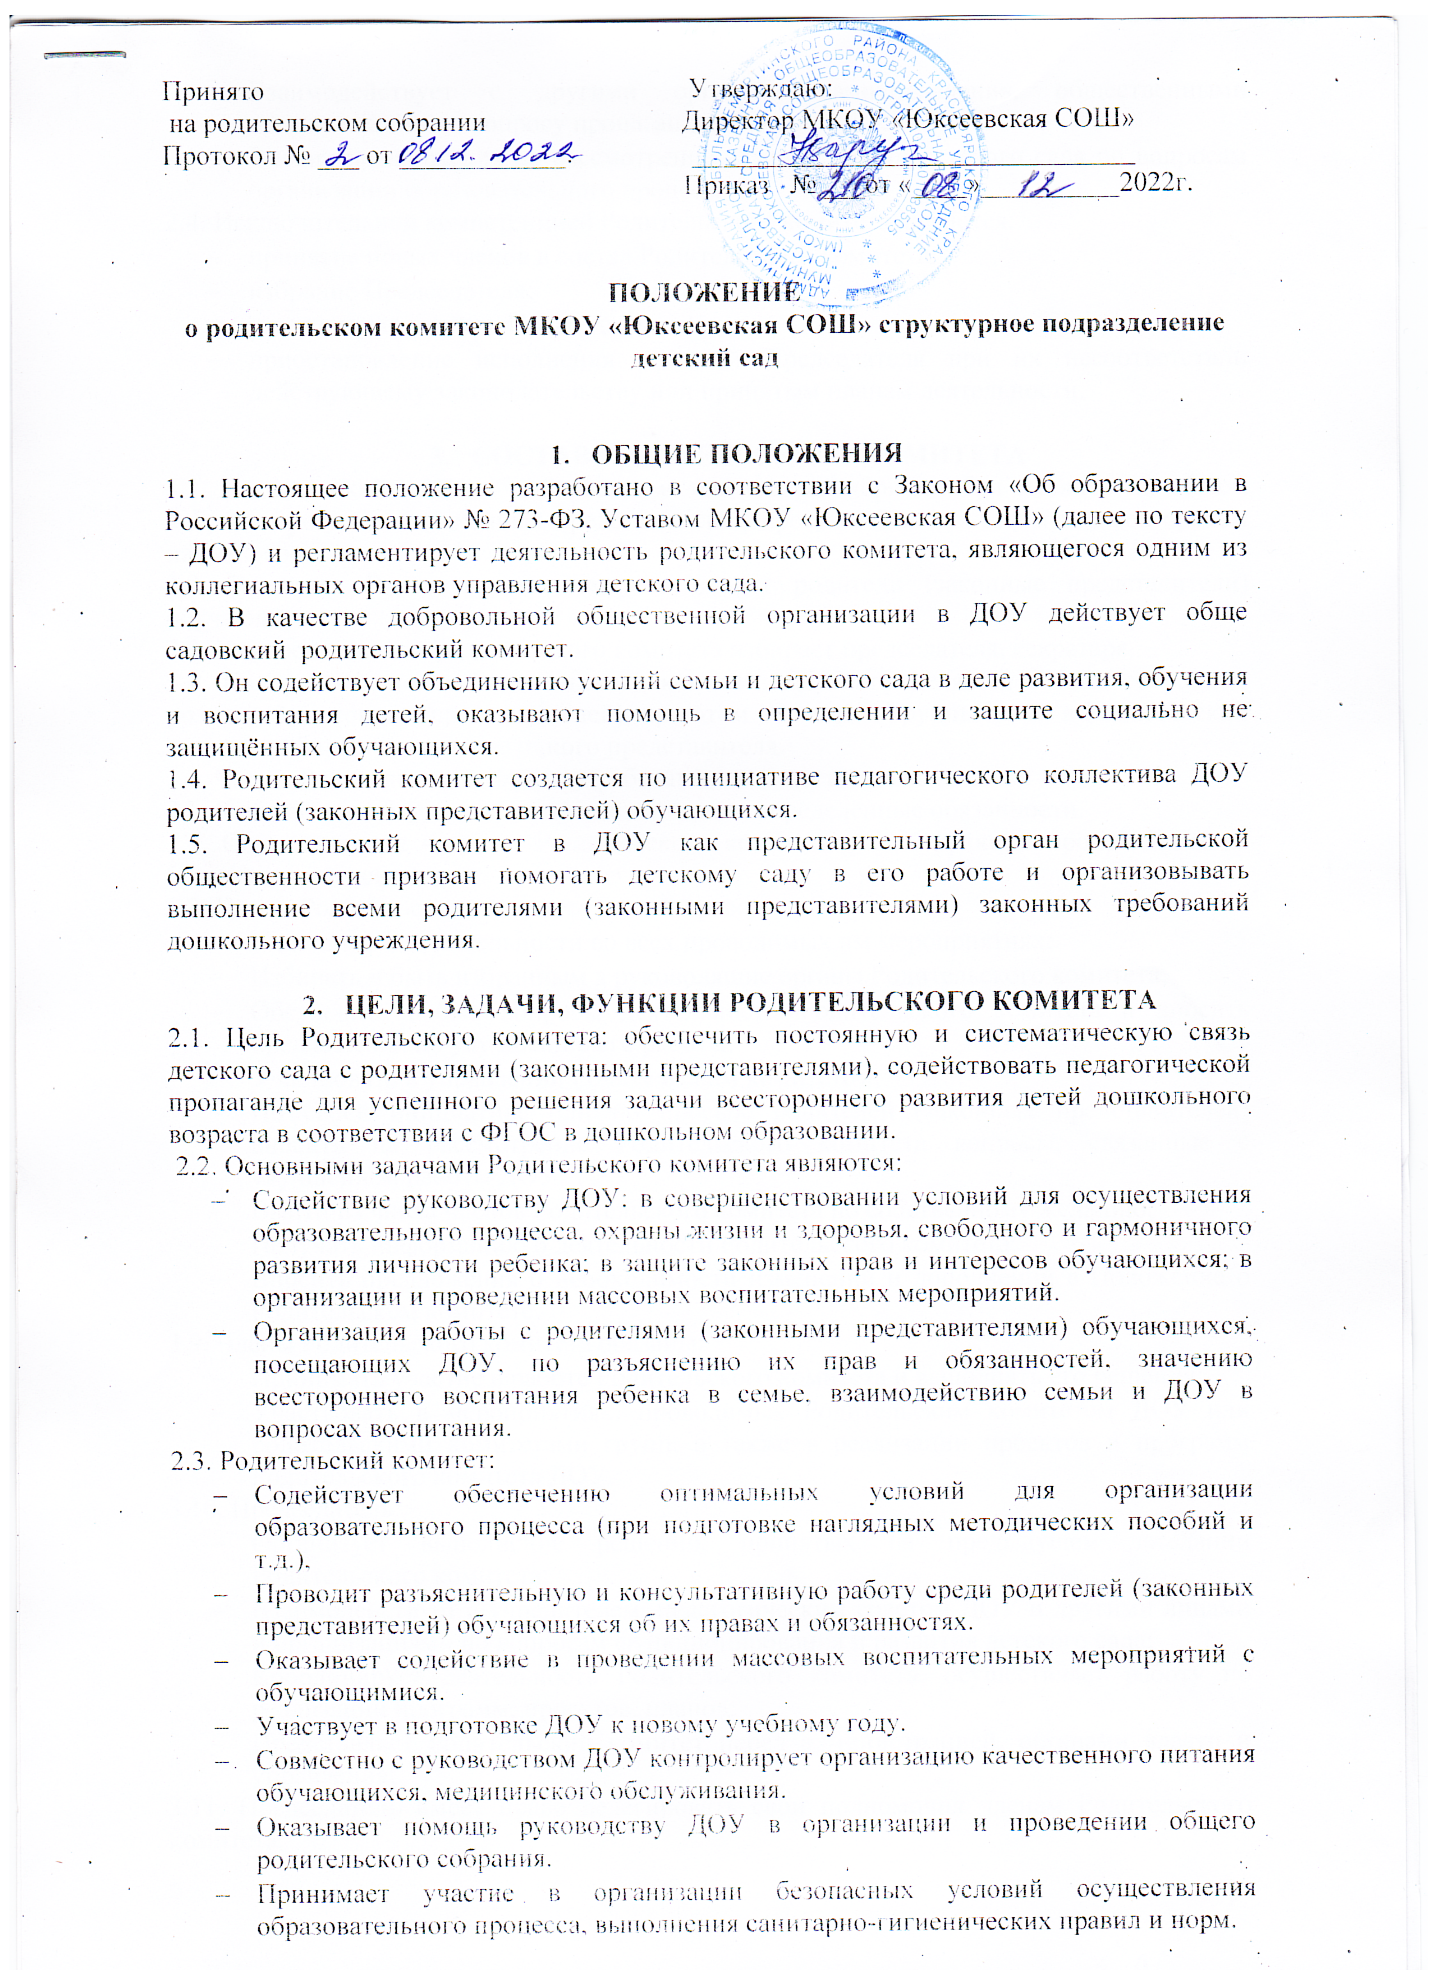 Принято
на родительском собрании
Протокол № 2 от 08 12. 2022.
Утверждаю:
Директор МКОУ «Юксеевская СОШ»
Приказ № 210 от « 08 » 12 2022г.
ПОЛОЖЕНИЕ
о родительском комитете МКОУ «Юксеевская СОШ» структурное подразделение
детский сад
1. ОБЩИЕ ПОЛОЖЕНИЯ
1.1. Настоящее положение разработано в соответствии с Законом «Об образовании в
Российской Федерации» № 273-ФЗ, Уставом МКОУ «Юксеевская СОШ» (далее по тексту
– ДОУ) и регламентирует деятельность родительского комитета, являющегося одним из
коллегиальных органов управления детского сада.
1.2. В качестве добровольной общественной организации в ДОУ действует обще
садовский родительский комитет.
1.3. Он содействует объединению усилий семьи и детского сада в деле развития, обучения
и воспитания детей, оказывают помощь в определении и защите социально не
защищённых обучающихся.
1.4. Родительский комитет создается по инициативе педагогического коллектива ДОУ
родителей (законных представителей) обучающихся.
1.5. Родительский комитет в ДОУ как представительный орган родительской
общественности призван помогать детскому саду в его работе и организовывать
выполнение всеми родителями (законными представителями) законных требований
дошкольного учреждения.
2. ЦЕЛИ, ЗАДАЧИ, ФУНКЦИИ РОДИТЕЛЬСКОГО КОМИТЕТА
2.1. Цель Родительского комитета: обеспечить постоянную и систематическую связь
детского сада с родителями (законными представителями), содействовать педагогической
пропаганде для успешного решения задачи всестороннего развития детей дошкольного
возраста в соответствии с ФГОС в дошкольном образовании.
2.2. Основными задачами Родительского комитета являются:
– Содействие руководству ДОУ: в совершенствовании условий для осуществления
образовательного процесса, охраны жизни и здоровья, свободного и гармоничного
развития личности ребенка; в защите законных прав и интересов обучающихся; в
организации и проведении массовых воспитательных мероприятий.
– Организация работы с родителями (законными представителями) обучающихся,
посещающих ДОУ, по разъяснению их прав и обязанностей, значению
всестороннего воспитания ребенка в семье, взаимодействию семьи и ДОУ в
вопросах воспитания.
2.3. Родительский комитет:
– Содействует обеспечению оптимальных условий для организации
образовательного процесса (при подготовке наглядных методических пособий и
т.д.),
– Проводит разъяснительную и консультативную работу среди родителей (законных
представителей) обучающихся об их правах и обязанностях.
– Оказывает содействие в проведении массовых воспитательных мероприятий с
обучающимися.
– Участвует в подготовке ДОУ к новому учебному году.
– Совместно с руководством ДОУ контролирует организацию качественного питания
обучающихся, медицинского обслуживания.
– Оказывает помощь руководству ДОУ в организации и проведении общего
родительского собрания.
– Принимает участие в организации безопасных условий осуществления
образовательного процесса, выполнения санитарно-гигиенических правил и норм.